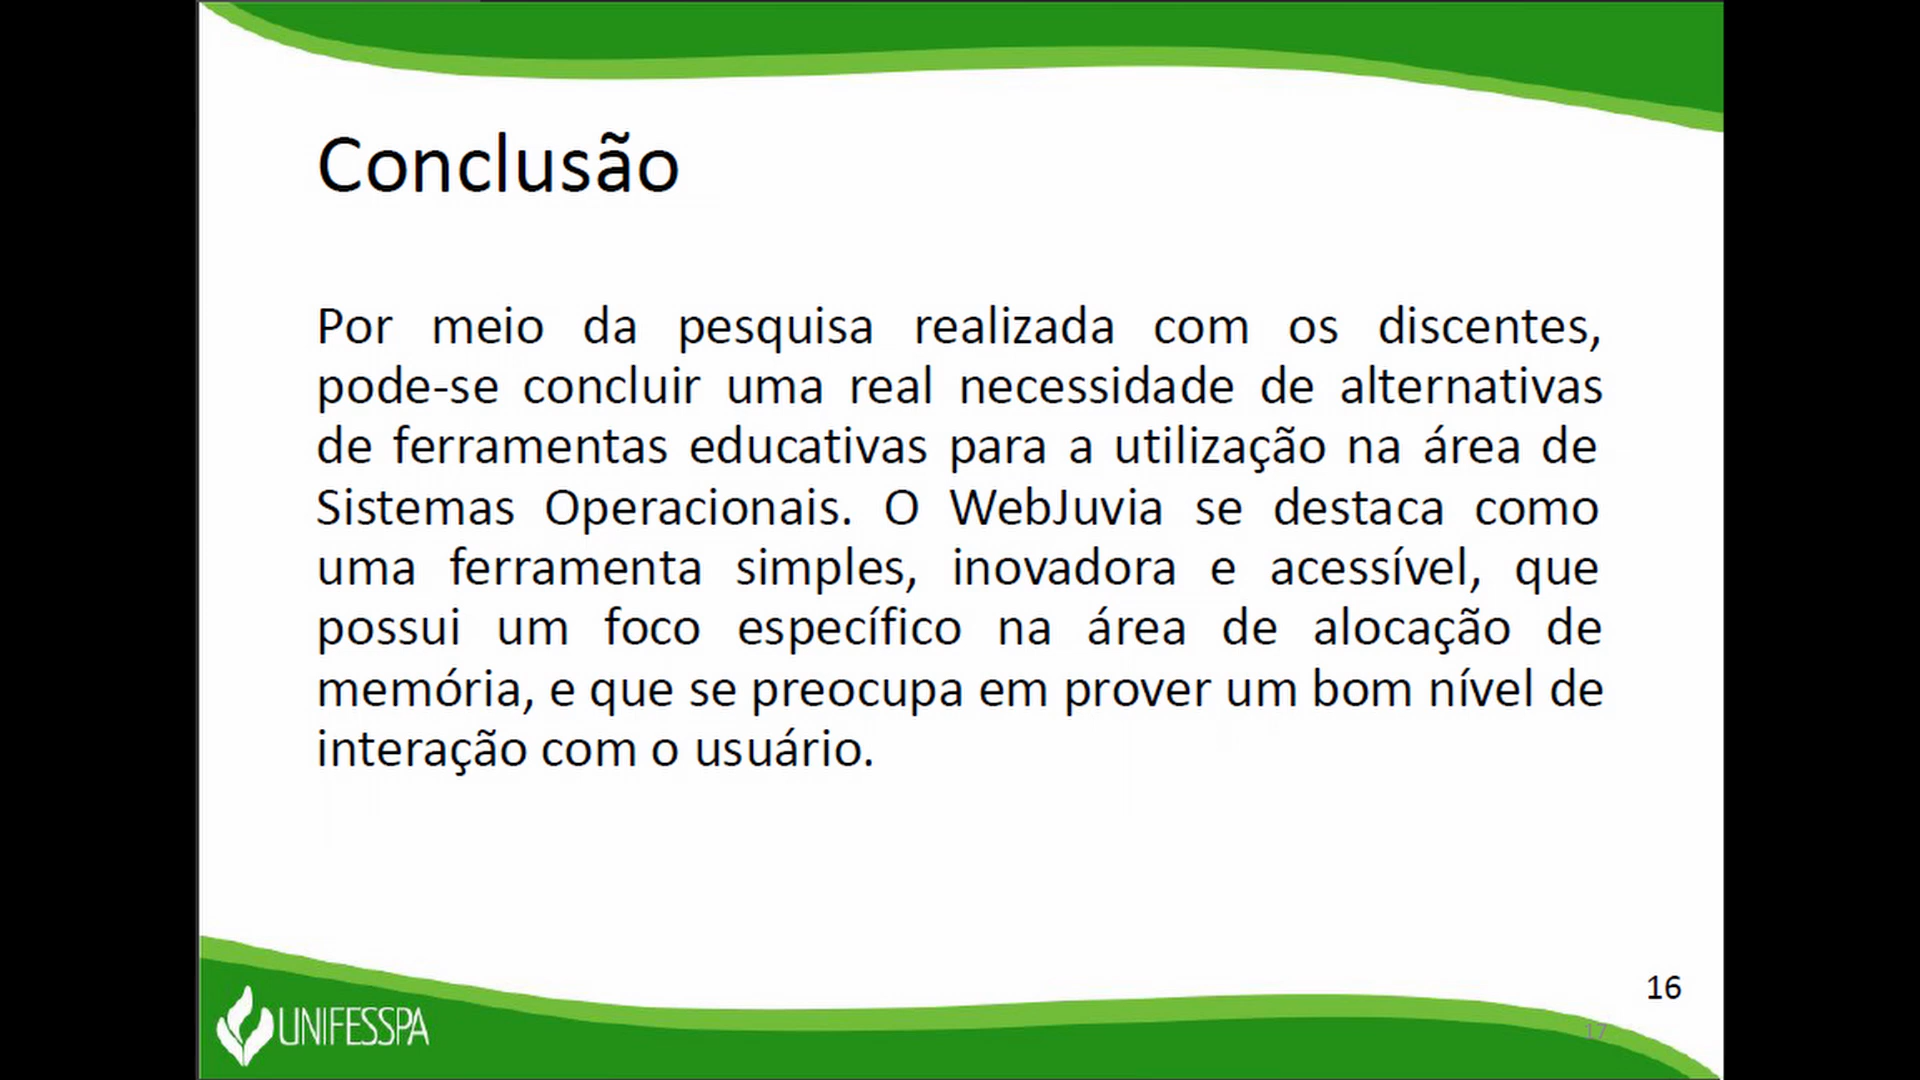 Conclusão
Por meio da pesquisa realizada com os discentes,
pode-se concluir uma real necessidade de alternativas
de ferramentas educativas para a utilização na área de
Sistemas Operacionais. O WebJuvia se destaca como
uma ferramenta simples, inovadora e acessível, que
possui um foco específico na área de alocação de
memória, e que se preocupa em prover um bom nível de
interação com o usuário.
16
17
UNIFESSPA